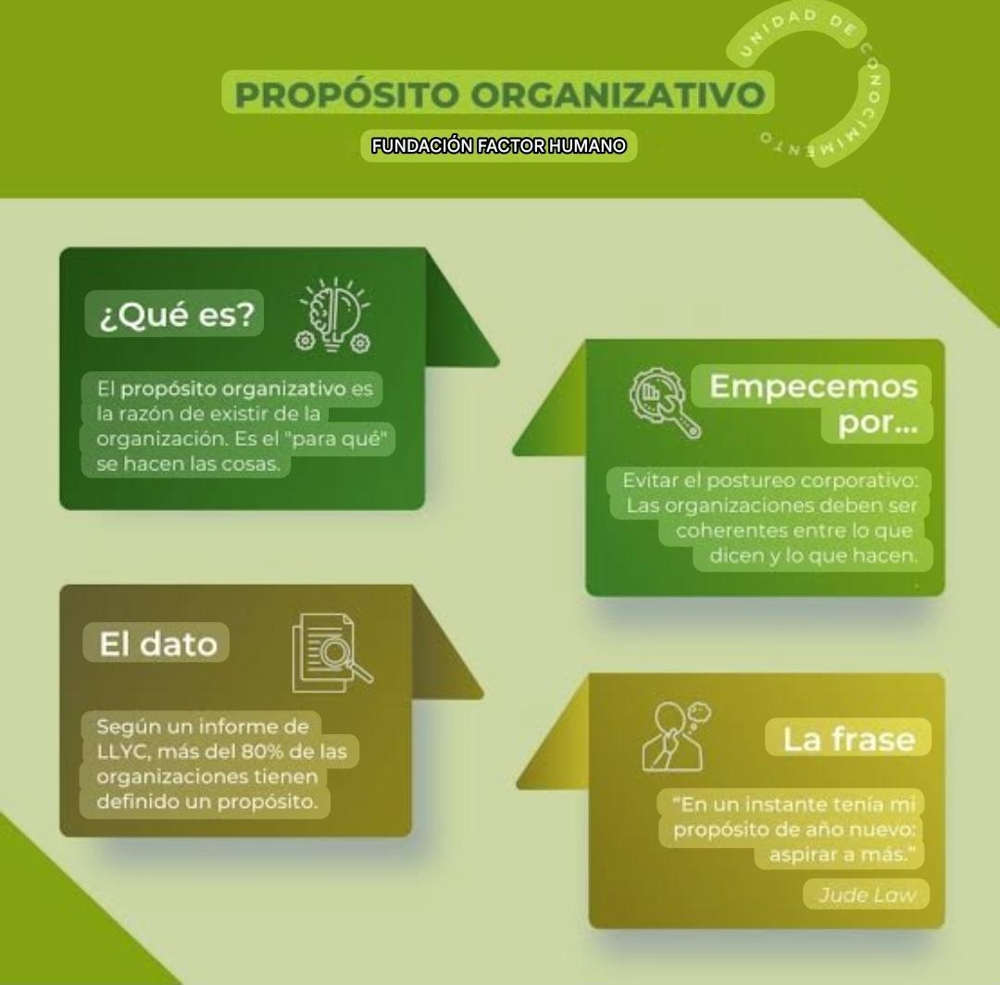 UNIDAD DE CONOCIMIENTO
PROPÓSITO ORGANIZATIVO
FUNDACIÓN FACTOR HUMANO
¿Qué es?
El propósito organizativo es
la razón de existir de la
organización. Es el "para qué"
se hacen las cosas.
Empecemos
por...
Evitar el postureo corporativo:
Las organizaciones deben ser
coherentes entre lo que
dicen y lo que hacen.
El dato
Según un informe de
LLYC, más del 80% de las
organizaciones tienen
definido un propósito.
La frase
"En un instante tenía mi
propósito de año nuevo:
aspirar a más."
Jude Law